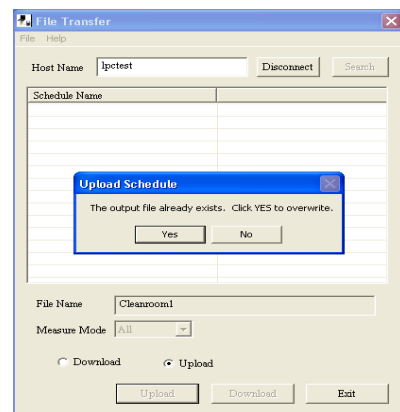 File Transfer
File Help
Host Name lpctest Disconnect Search
Schedule Name
Upload Schedule
The output file already exists. Click YES to overwrite.
Yes No
File Name Cleanroom1
Measure Mode All
Download Upload
Upload Download Exit